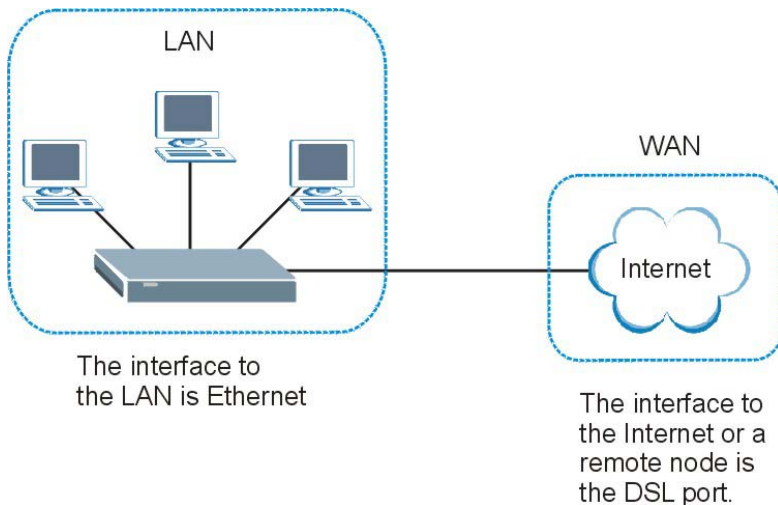 LAN
WAN
Internet
The interface to
the LAN is Ethernet
The interface to
the Internet or a
remote node is
the DSL port.